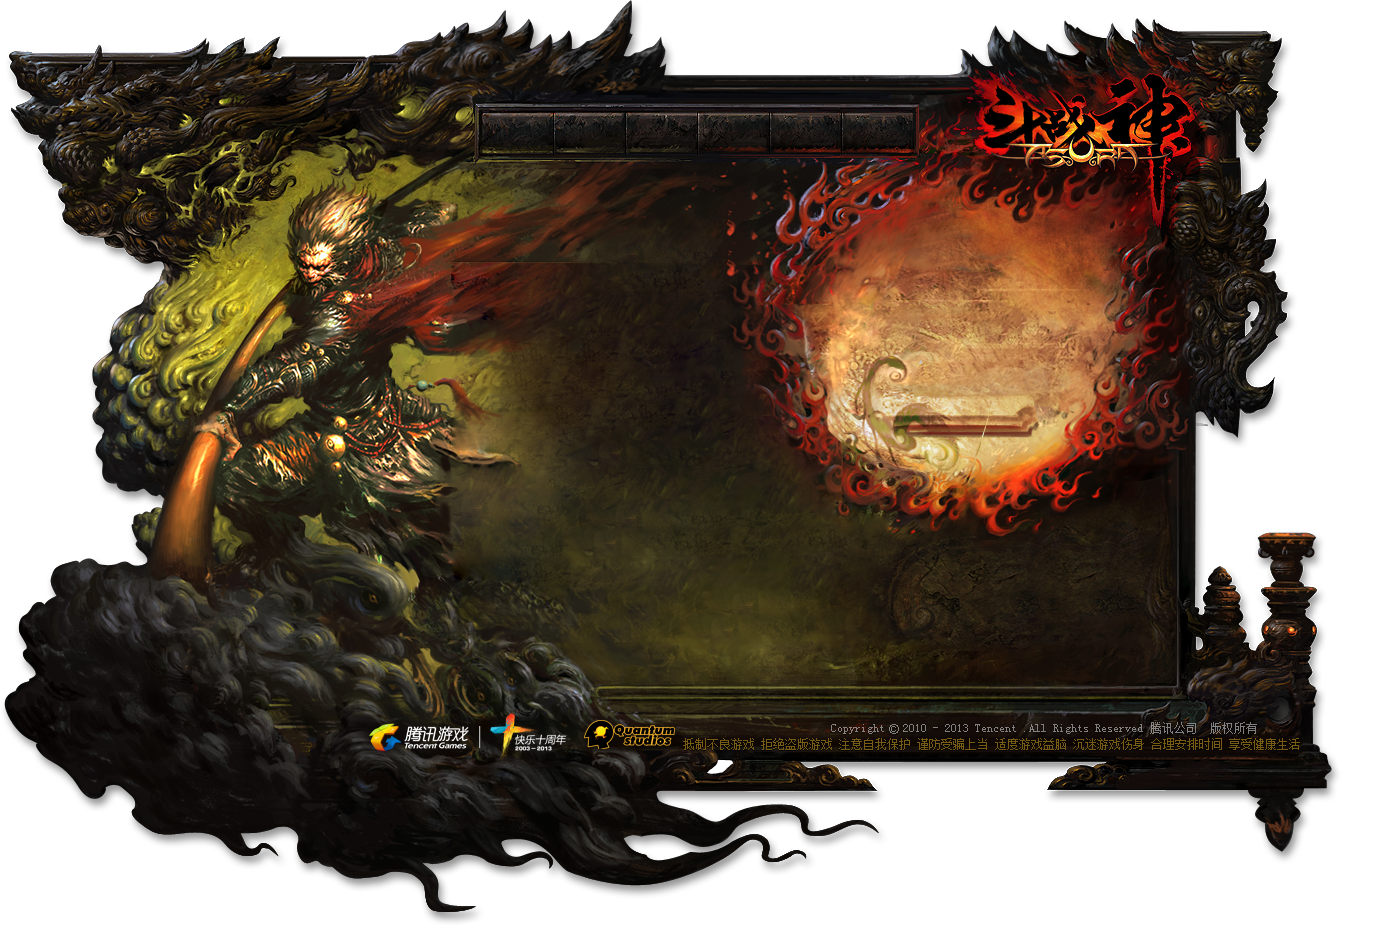 斗战神
ASURA
腾讯游戏
Tencent Games
快乐十周年
2003-2013
Quantum
studios
Copyright © 2010 - 2013 Tencent .All Rights Reserved 腾讯公司 版权所有
抵制不良游戏 拒绝盗版游戏 注意自我保护 谨防受骗上当 适度游戏益脑 沉迷游戏伤身 合理安排时间 享受健康生活